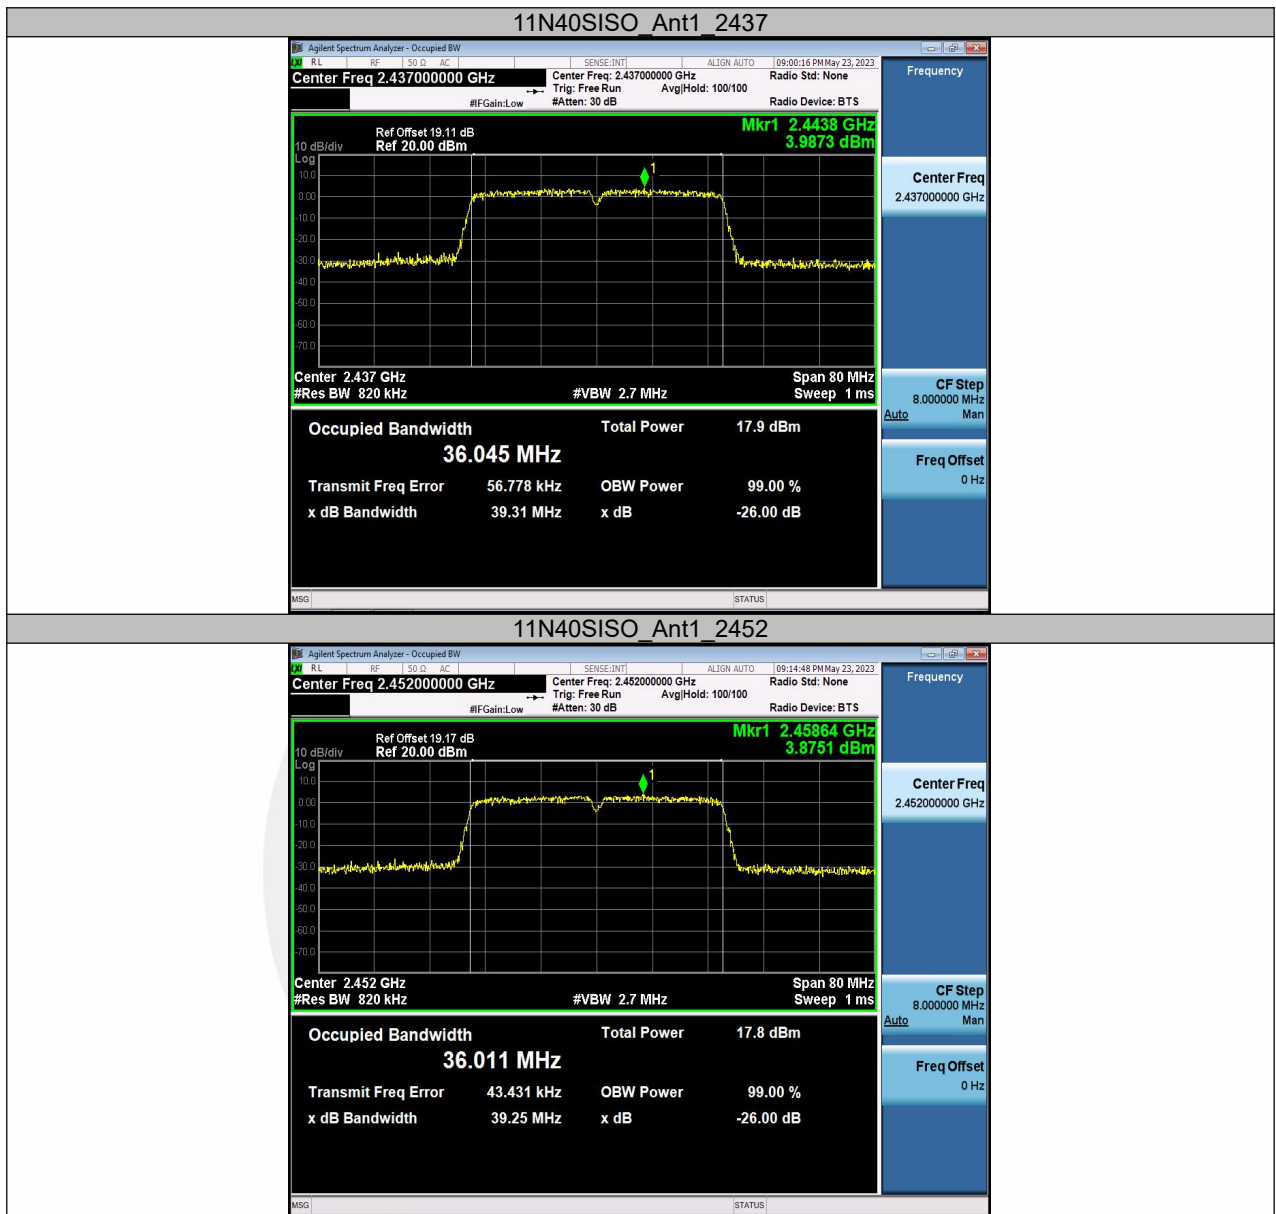 11N40SISO_Ant1_2437
Agilent Spectrum Analyzer - Occupied BW
LXI RL RF 50 Ω AC SENSE:INT ALIGN AUTO 09:00:16 PM May 23, 2023
Center Freq 2.437000000 GHz
Center Freq: 2.437000000 GHz Radio Std: None
Trig: Free Run Avg|Hold: 100/100
#IFGain:Low #Atten: 30 dB Radio Device: BTS
Frequency
Mkr1 2.4438 GHz
3.9873 dBm
Ref Offset 19.11 dB
10 dB/div Ref 20.00 dBm
Log
10.0
0.00
-10.0
-20.0
-30.0
-40.0
-50.0
-60.0
-70.0
1
Center 2.437 GHz Span 80 MHz
#Res BW 820 kHz #VBW 2.7 MHz Sweep 1 ms
Center Freq
2.437000000 GHz
CF Step
8.000000 MHz
Auto Man
Freq Offset
0 Hz
Occupied Bandwidth Total Power 17.9 dBm
36.045 MHz
Transmit Freq Error 56.778 kHz OBW Power 99.00 %
x dB Bandwidth 39.31 MHz x dB -26.00 dB
MSG STATUS
11N40SISO_Ant1_2452
Agilent Spectrum Analyzer - Occupied BW
LXI RL RF 50 Ω AC SENSE:INT ALIGN AUTO 09:14:48 PM May 23, 2023
Center Freq 2.452000000 GHz
Center Freq: 2.452000000 GHz Radio Std: None
Trig: Free Run Avg|Hold: 100/100
#IFGain:Low #Atten: 30 dB Radio Device: BTS
Frequency
Mkr1 2.45864 GHz
3.8751 dBm
Ref Offset 19.17 dB
10 dB/div Ref 20.00 dBm
Log
10.0
0.00
-10.0
-20.0
-30.0
-40.0
-50.0
-60.0
-70.0
1
Center 2.452 GHz Span 80 MHz
#Res BW 820 kHz #VBW 2.7 MHz Sweep 1 ms
Center Freq
2.452000000 GHz
CF Step
8.000000 MHz
Auto Man
Freq Offset
0 Hz
Occupied Bandwidth Total Power 17.8 dBm
36.011 MHz
Transmit Freq Error 43.431 kHz OBW Power 99.00 %
x dB Bandwidth 39.25 MHz x dB -26.00 dB
MSG STATUS